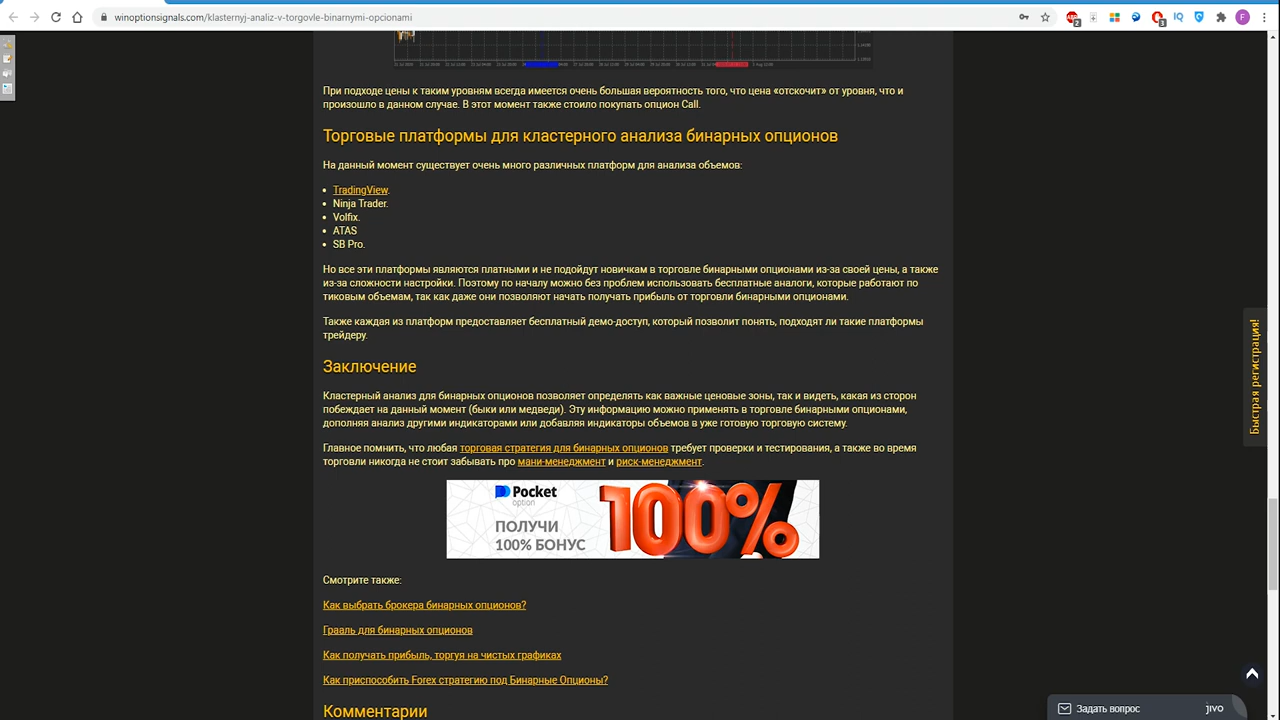 winoptionsignals.com/klasternyj-analiz-v-torgovle-binarnymi-opcionami
При подходе цены к таким уровням всегда имеется очень большая вероятность того, что цена «отскочит» от уровня, что и
произошло в данном случае. В этот момент также стоило покупать опцион Call.
Торговые платформы для кластерного анализа бинарных опционов
На данный момент существует очень много различных платформ для анализа объемов:
TradingView.
Ninja Trader.
Volfix.
ATAS
SB Pro.
Но все эти платформы являются платными и не подойдут новичкам в торговле бинарными опционами из-за своей цены, а также
из-за сложности настройки. Поэтому по началу можно без проблем использовать бесплатные аналоги, которые работают по
тиковым объемам, так как даже они позволяют начать получать прибыль от торговли бинарными опционами.
Также каждая из платформ предоставляет бесплатный демо-доступ, который позволит понять, подходят ли такие платформы
трейдеру.
Заключение
Кластерный анализ для бинарных опционов позволяет определять как важные ценовые зоны, так и видеть, какая из сторон
побеждает на данный момент (быки или медведи). Эту информацию можно применять в торговле бинарными опционами,
дополняя анализ другими индикаторами или добавляя индикаторы объемов в уже готовую торговую систему.
Главное помнить, что любая торговая стратегия для бинарных опционов требует проверки и тестирования, а также во время
торговли никогда не стоит забывать про мани-менеджмент и риск-менеджмент.
Pocket
option
ПОЛУЧИ
100% БОНУС
100%
Смотрите также:
Как выбрать брокера бинарных опционов?
Грааль для бинарных опционов
Как получать прибыль, торгуя на чистых графиках
Как приспособить Forex стратегию под Бинарные Опционы?
Комментарии
Быстрая регистрация!
Задать вопрос
jivo